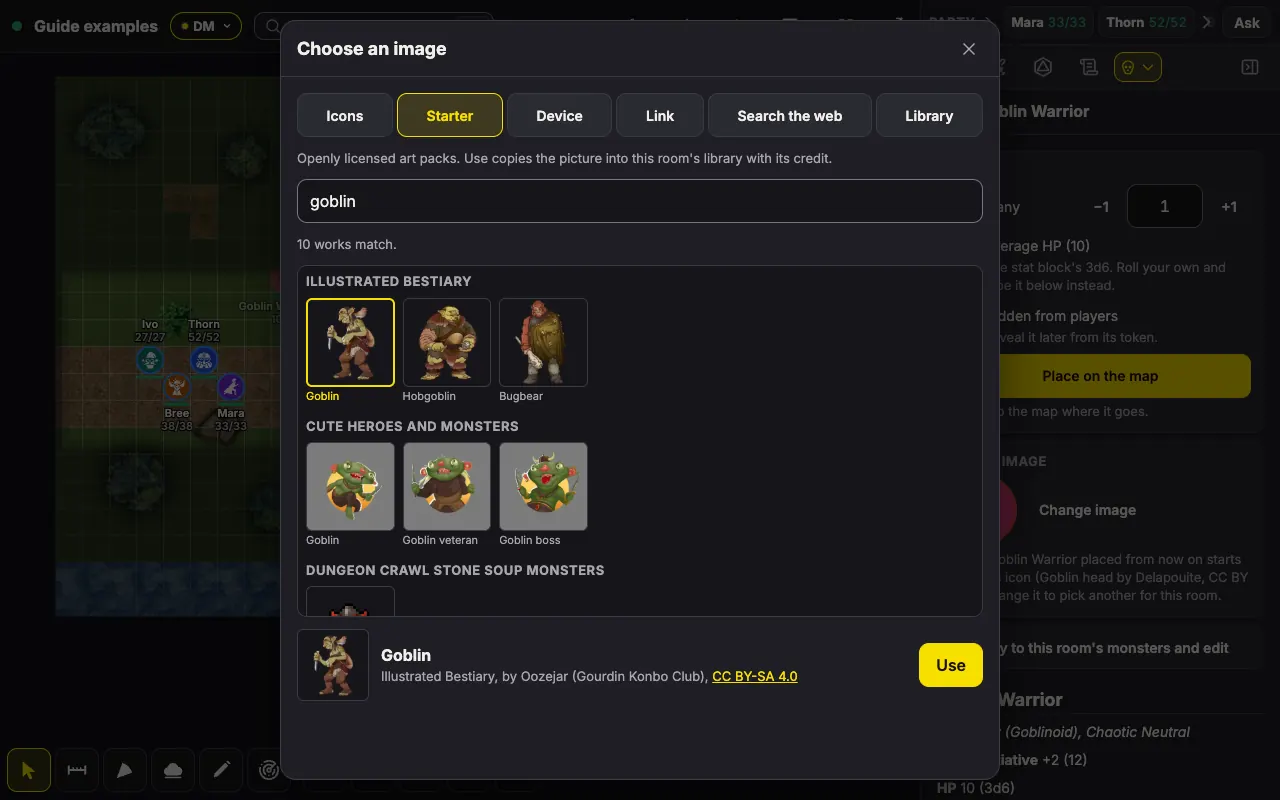 Guide examples
DM
Mara 33/33
Thorn 52/52
Ask
Choose an image
Icons
Starter
Device
Link
Search the web
Library
Openly licensed art packs. Use copies the picture into this room's library with its credit.
goblin
10 works match.
ILLUSTRATED BESTIARY
Goblin
Hobgoblin
Bugbear
CUTE HEROES AND MONSTERS
Goblin
Goblin veteran
Goblin boss
DUNGEON CRAWL STONE SOUP MONSTERS
Goblin
Illustrated Bestiary, by Oozejar (Gourdin Konbo Club), CC BY-SA 4.0
Use
Ivo
27/27
Thorn
52/52
Bree
38/38
Mara
33/33
Goblin
Warrior
−1
1
+1
HP (10)
stat block's 3d6. Roll your own and
it below instead.
from players
it later from its token.
Place on the map
the map where it goes.
IMAGE
Change image
Warrior placed from now on starts
icon (Goblin head by Delapouite, CC BY
it to pick another for this room.
to this room's monsters and edit
Warrior
(Goblinoid), Chaotic Neutral
+2 (12)
HP 10 (3d6)